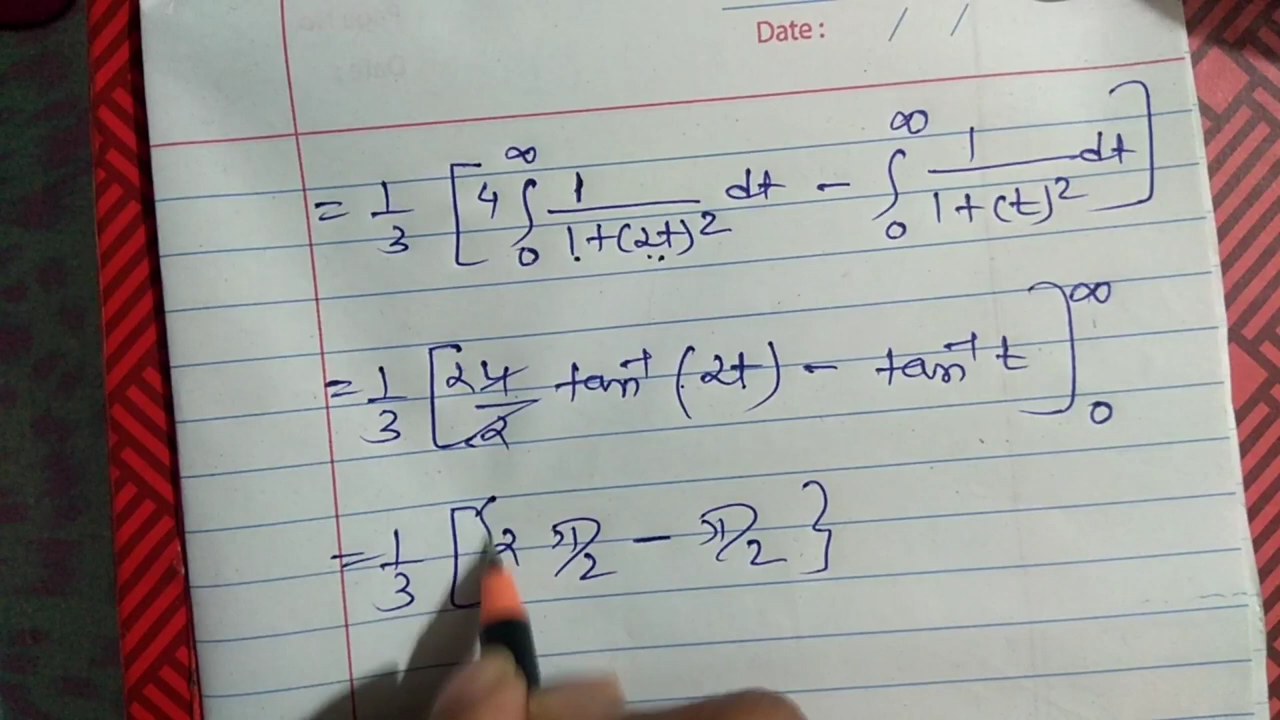 Date: / /
= 1/3 [ 4 ∫₀^∞ 1/(1+(2t)²) dt - ∫₀^∞ 1/(1+(t)²) dt ]
= 1/3 [ 2 4/2 tan⁻¹ (2t) - tan⁻¹ t ]₀^∞
= 1/3 [ { 2 π/2 - π/2 }